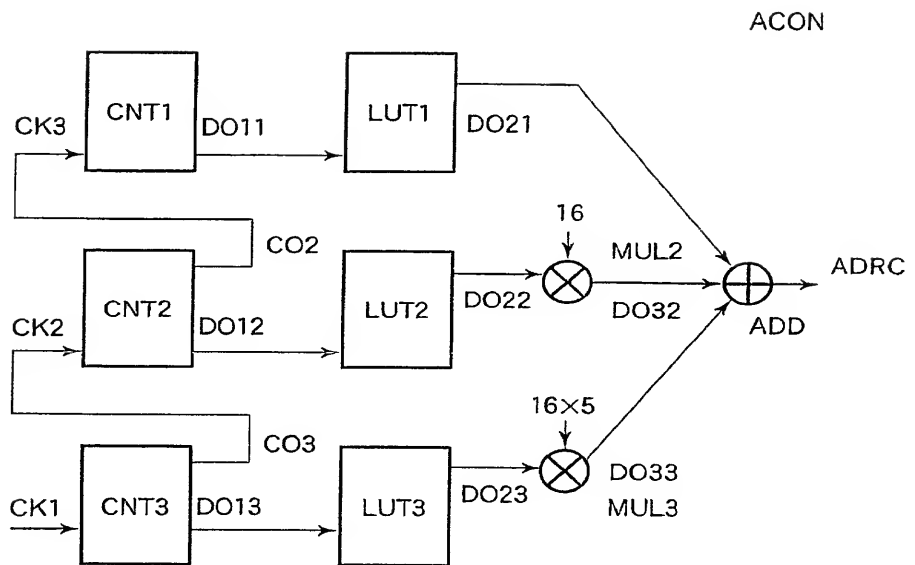 ACON
CNT1
LUT1
CK3
DO11
DO21
CO2
16
MUL2
ADRC
CNT2
LUT2
DO22
DO32
CK2
DO12
ADD
16×5
CO3
CNT3
LUT3
DO23
DO33
CK1
DO13
MUL3